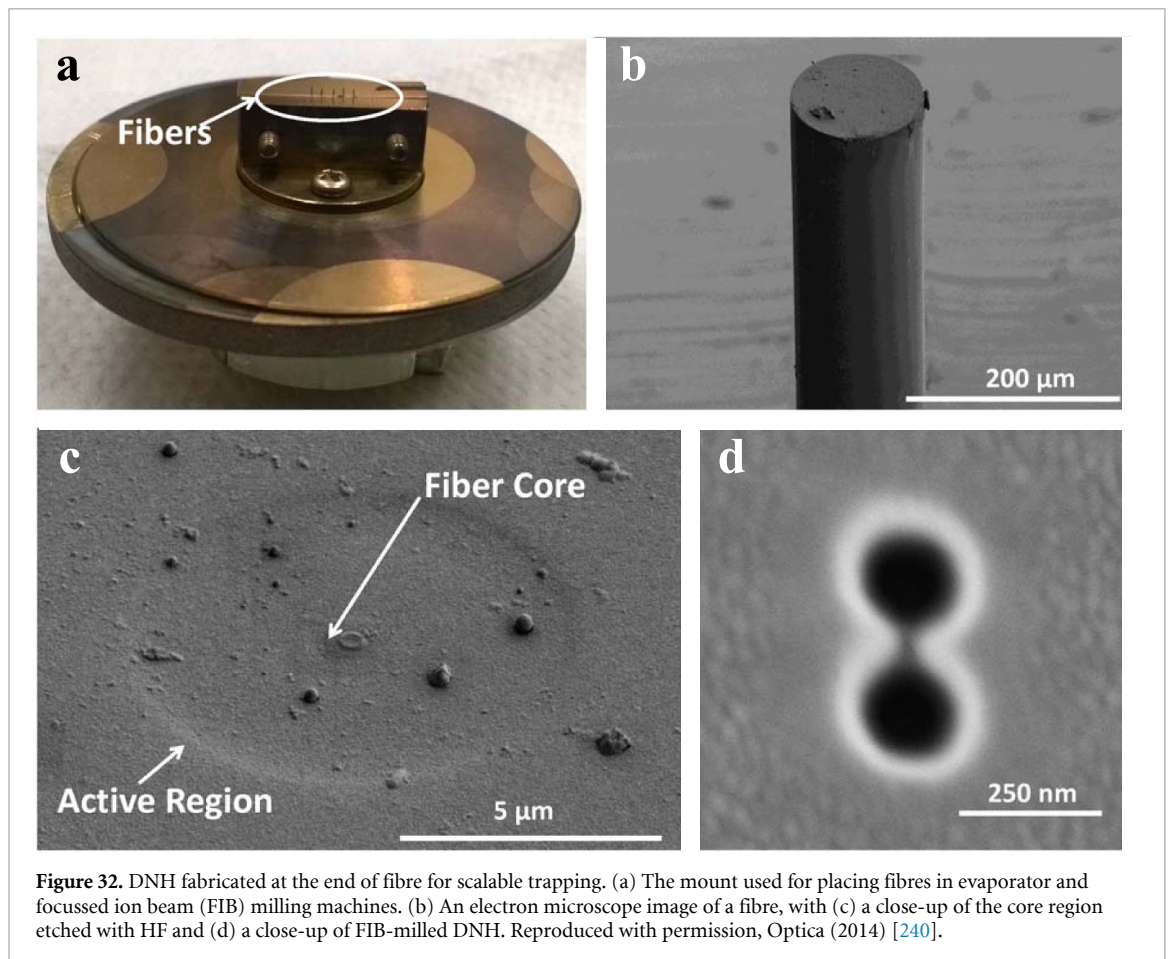 a
Fibers
b
200 µm
c
Fiber Core
Active Region
5 µm
d
250 nm
Figure 32. DNH fabricated at the end of fibre for scalable trapping. (a) The mount used for placing fibres in evaporator and
focussed ion beam (FIB) milling machines. (b) An electron microscope image of a fibre, with (c) a close-up of the core region
etched with HF and (d) a close-up of FIB-milled DNH. Reproduced with permission, Optica (2014) [240].